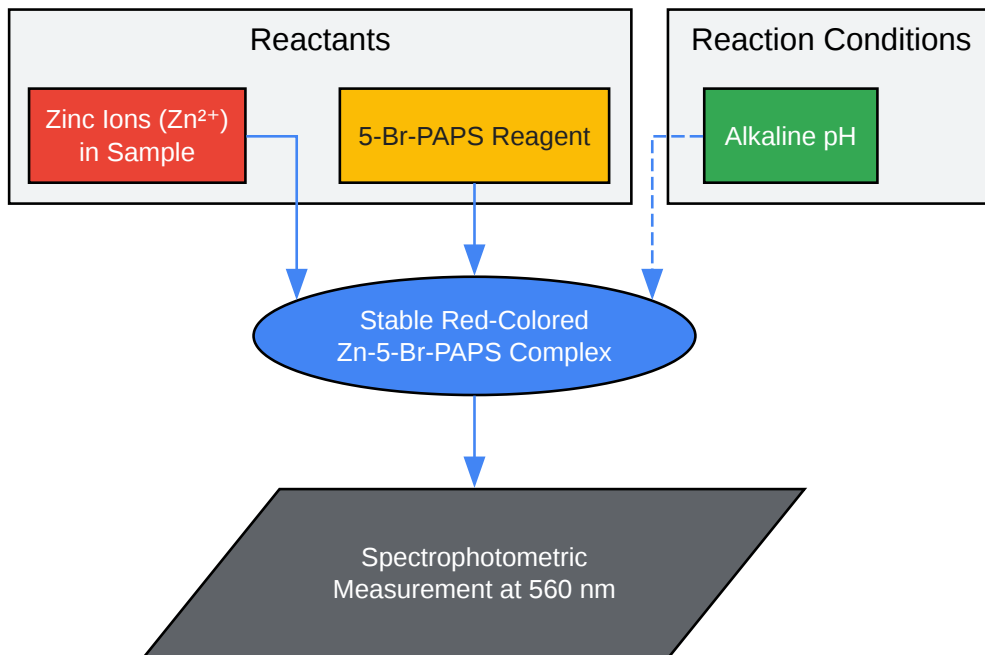 Reactants
Reaction Conditions
Zinc Ions (Zn²⁺)
in Sample
5-Br-PAPS Reagent
Alkaline pH
Stable Red-Colored
Zn-5-Br-PAPS Complex
Spectrophotometric
Measurement at 560 nm